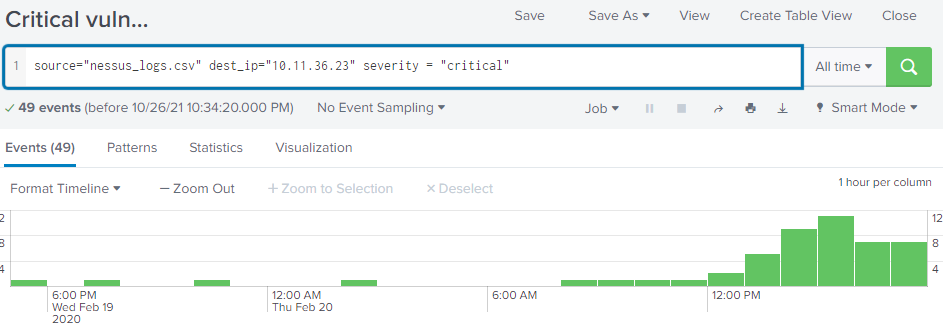 Critical vuln...
Save Save As View Create Table View Close
1 source="nessus_logs.csv" dest_ip="10.11.36.23" severity = "critical"
All time
49 events (before 10/26/21 10:34:20.000 PM) No Event Sampling Job Smart Mode
Events (49) Patterns Statistics Visualization
Format Timeline — Zoom Out + Zoom to Selection × Deselect 1 hour per column
2 12
8 8
4 4
6:00 PM 12:00 AM 6:00 AM 12:00 PM
Wed Feb 19 Thu Feb 20
2020